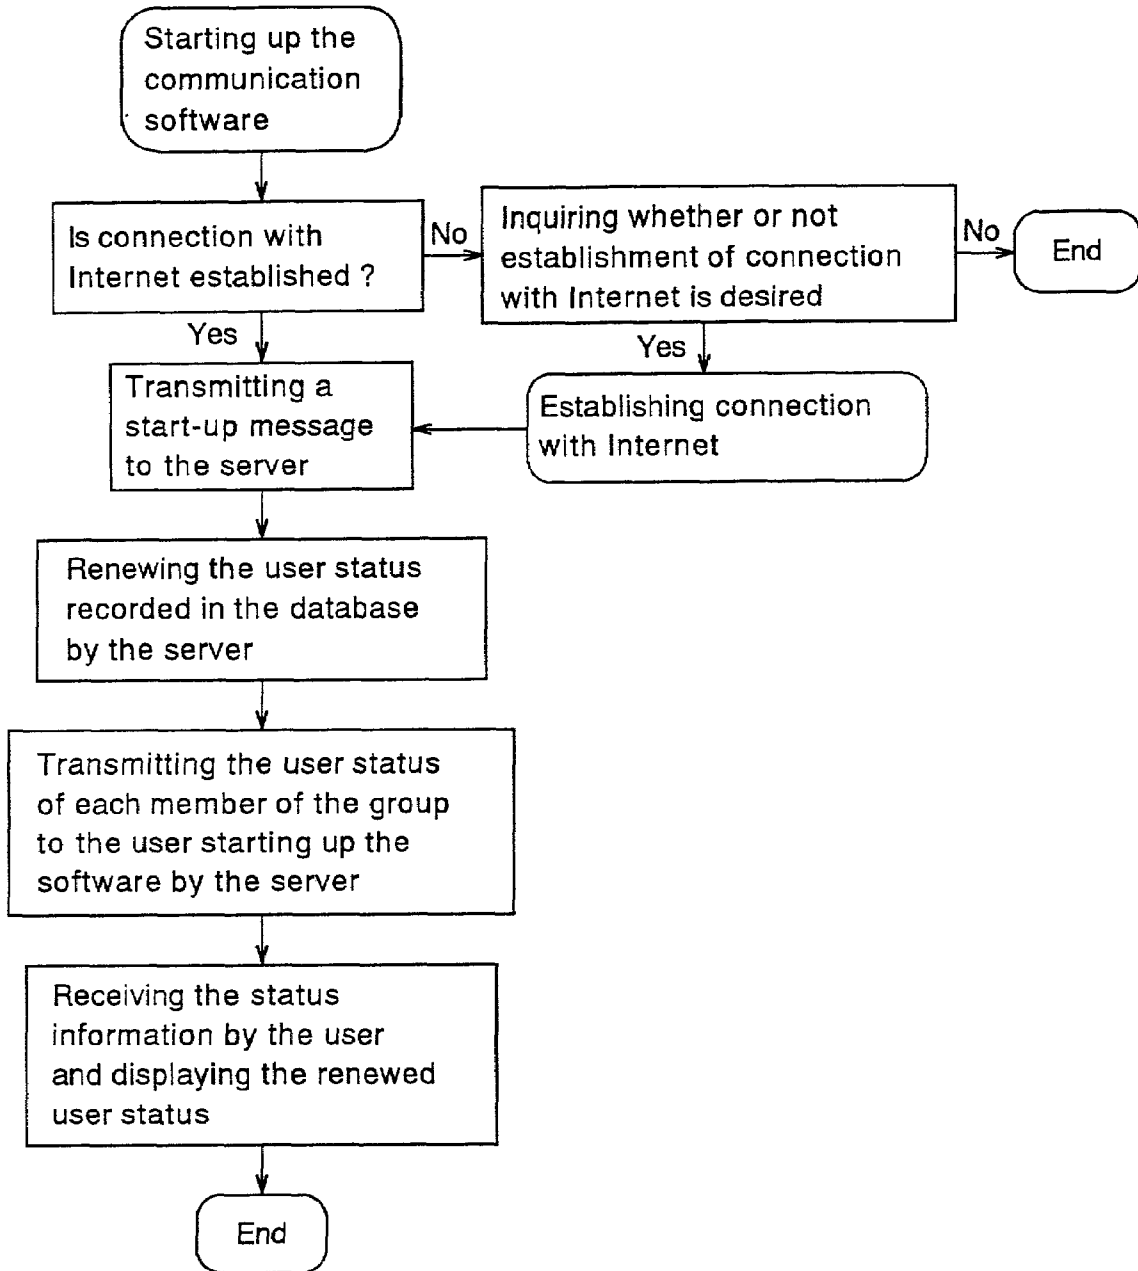 Starting up the
communication
software
Is connection with
Internet established ?
No
Inquiring whether or not
establishment of connection
with Internet is desired
No
End
Yes
Yes
Transmitting a
start-up message
to the server
Establishing connection
with Internet
Renewing the user status
recorded in the database
by the server
Transmitting the user status
of each member of the group
to the user starting up the
software by the server
Receiving the status
information by the user
and displaying the renewed
user status
End